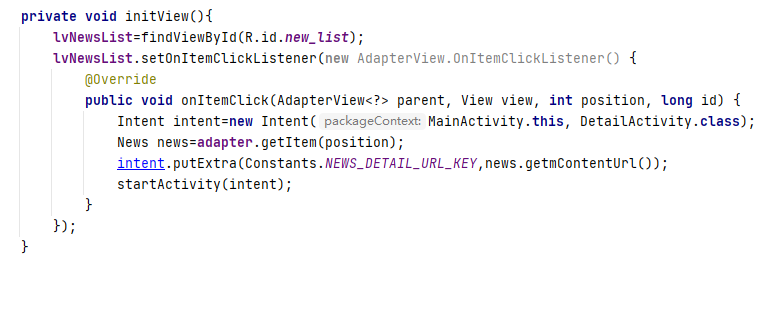 private void initView(){
lvNewsList=findViewById(R.id.new_list);
lvNewsList.setOnItemClickListener(new AdapterView.OnItemClickListener() {
@Override
public void onItemClick(AdapterView<?> parent, View view, int position, long id) {
Intent intent=new Intent( packageContext: MainActivity.this, DetailActivity.class);
News news=adapter.getItem(position);
intent.putExtra(Constants.NEWS_DETAIL_URL_KEY,news.getmContentUrl());
startActivity(intent);
}
});
}